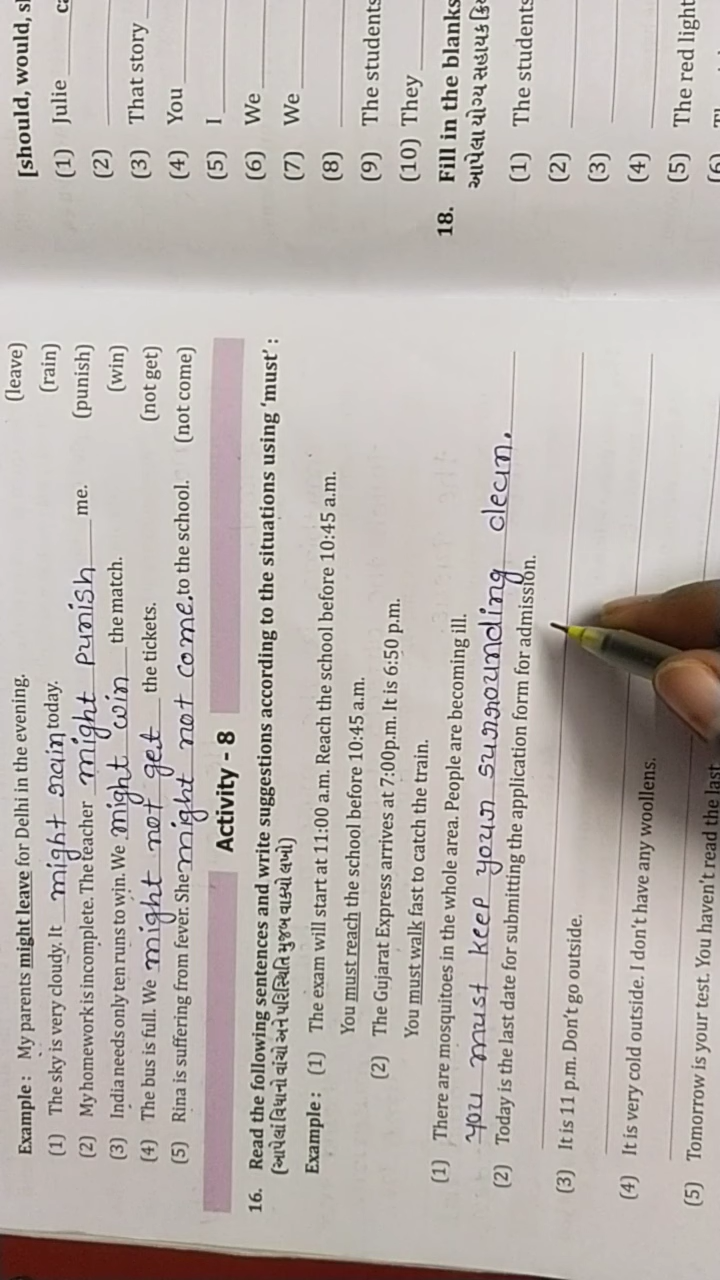 (leave)
Example : My parents might leave for Delhi in the evening.
(1) The sky is very cloudy. It might rain today. (rain)
(2) My homework is incomplete. The teacher might punish me. (punish)
(3) India needs only ten runs to win. We might win the match. (win)
(4) The bus is full. We might not get the tickets. (not get)
(5) Rina is suffering from fever. She might not come. to the school. (not come)
Activity - 8
16. Read the following sentences and write suggestions according to the situations using 'must' :
(આપેલાં વિધાનો વાંચો અને પરિસ્થિતિ મુજબ વાક્યો લખો)
Example : (1) The exam will start at 11:00 a.m. Reach the school before 10:45 a.m.
You must reach the school before 10:45 a.m.
(2) The Gujarat Express arrives at 7:00p.m. It is 6:50 p.m.
You must walk fast to catch the train.
(1) There are mosquitoes in the whole area. People are becoming ill.
you must keep your surrounding clean.
(2) Today is the last date for submitting the application form for admission.
(3) It is 11 p.m. Don't go outside.
(4) It is very cold outside. I don't have any woollens.
(5) Tomorrow is your test. You haven't read the last
[should, would,
(1) Julie
(2)
(3) That story
(4) You
(5) I
(6) We
(7) We
(8)
(9) The students
(10) They
18. Fill in the blanks
આપેલા યોગ્ય સહાયક
(1) The students
(2)
(3)
(4)
(5) The red light
(6)